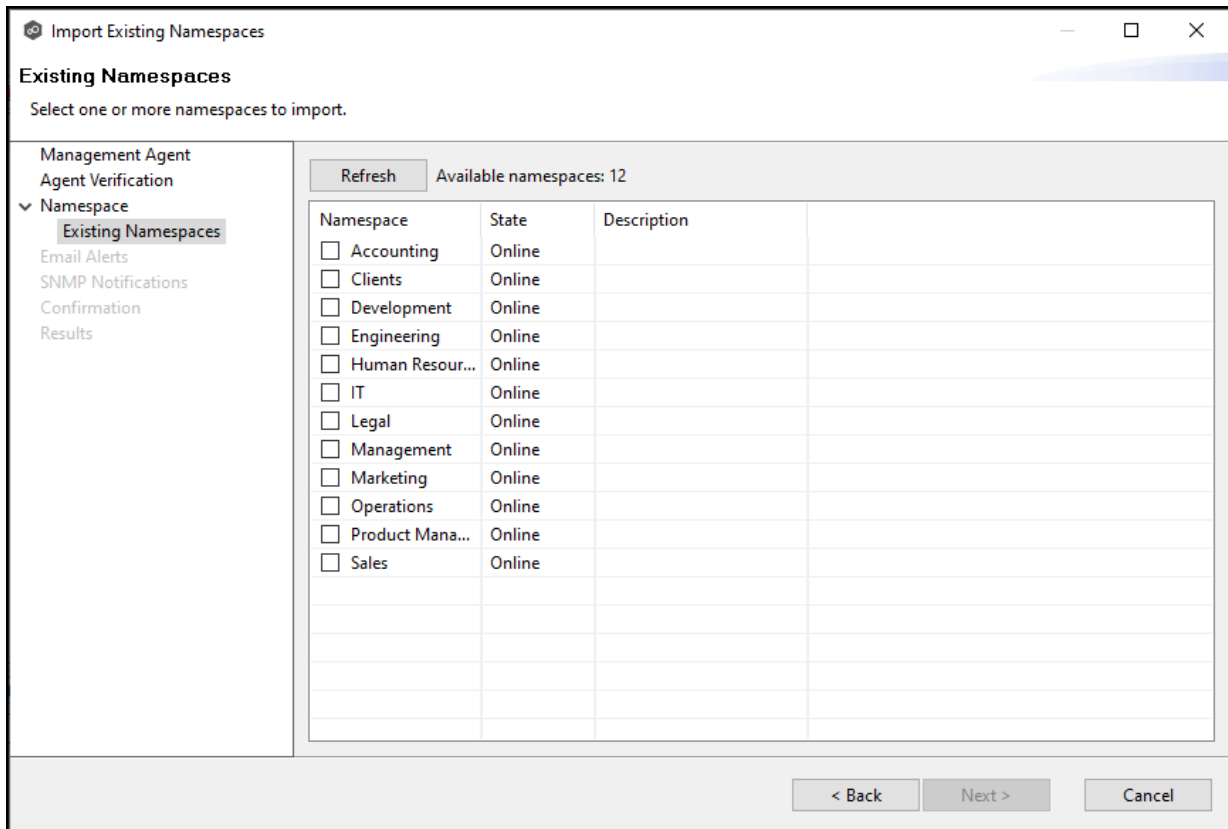 Import Existing Namespaces
Existing Namespaces
Select one or more namespaces to import.
Management Agent
Agent Verification
Namespace
Existing Namespaces
Email Alerts
SNMP Notifications
Confirmation
Results
Refresh Available namespaces: 12
Namespace State Description
Accounting Online
Clients Online
Development Online
Engineering Online
Human Resour... Online
IT Online
Legal Online
Management Online
Marketing Online
Operations Online
Product Mana... Online
Sales Online
< Back Next > Cancel